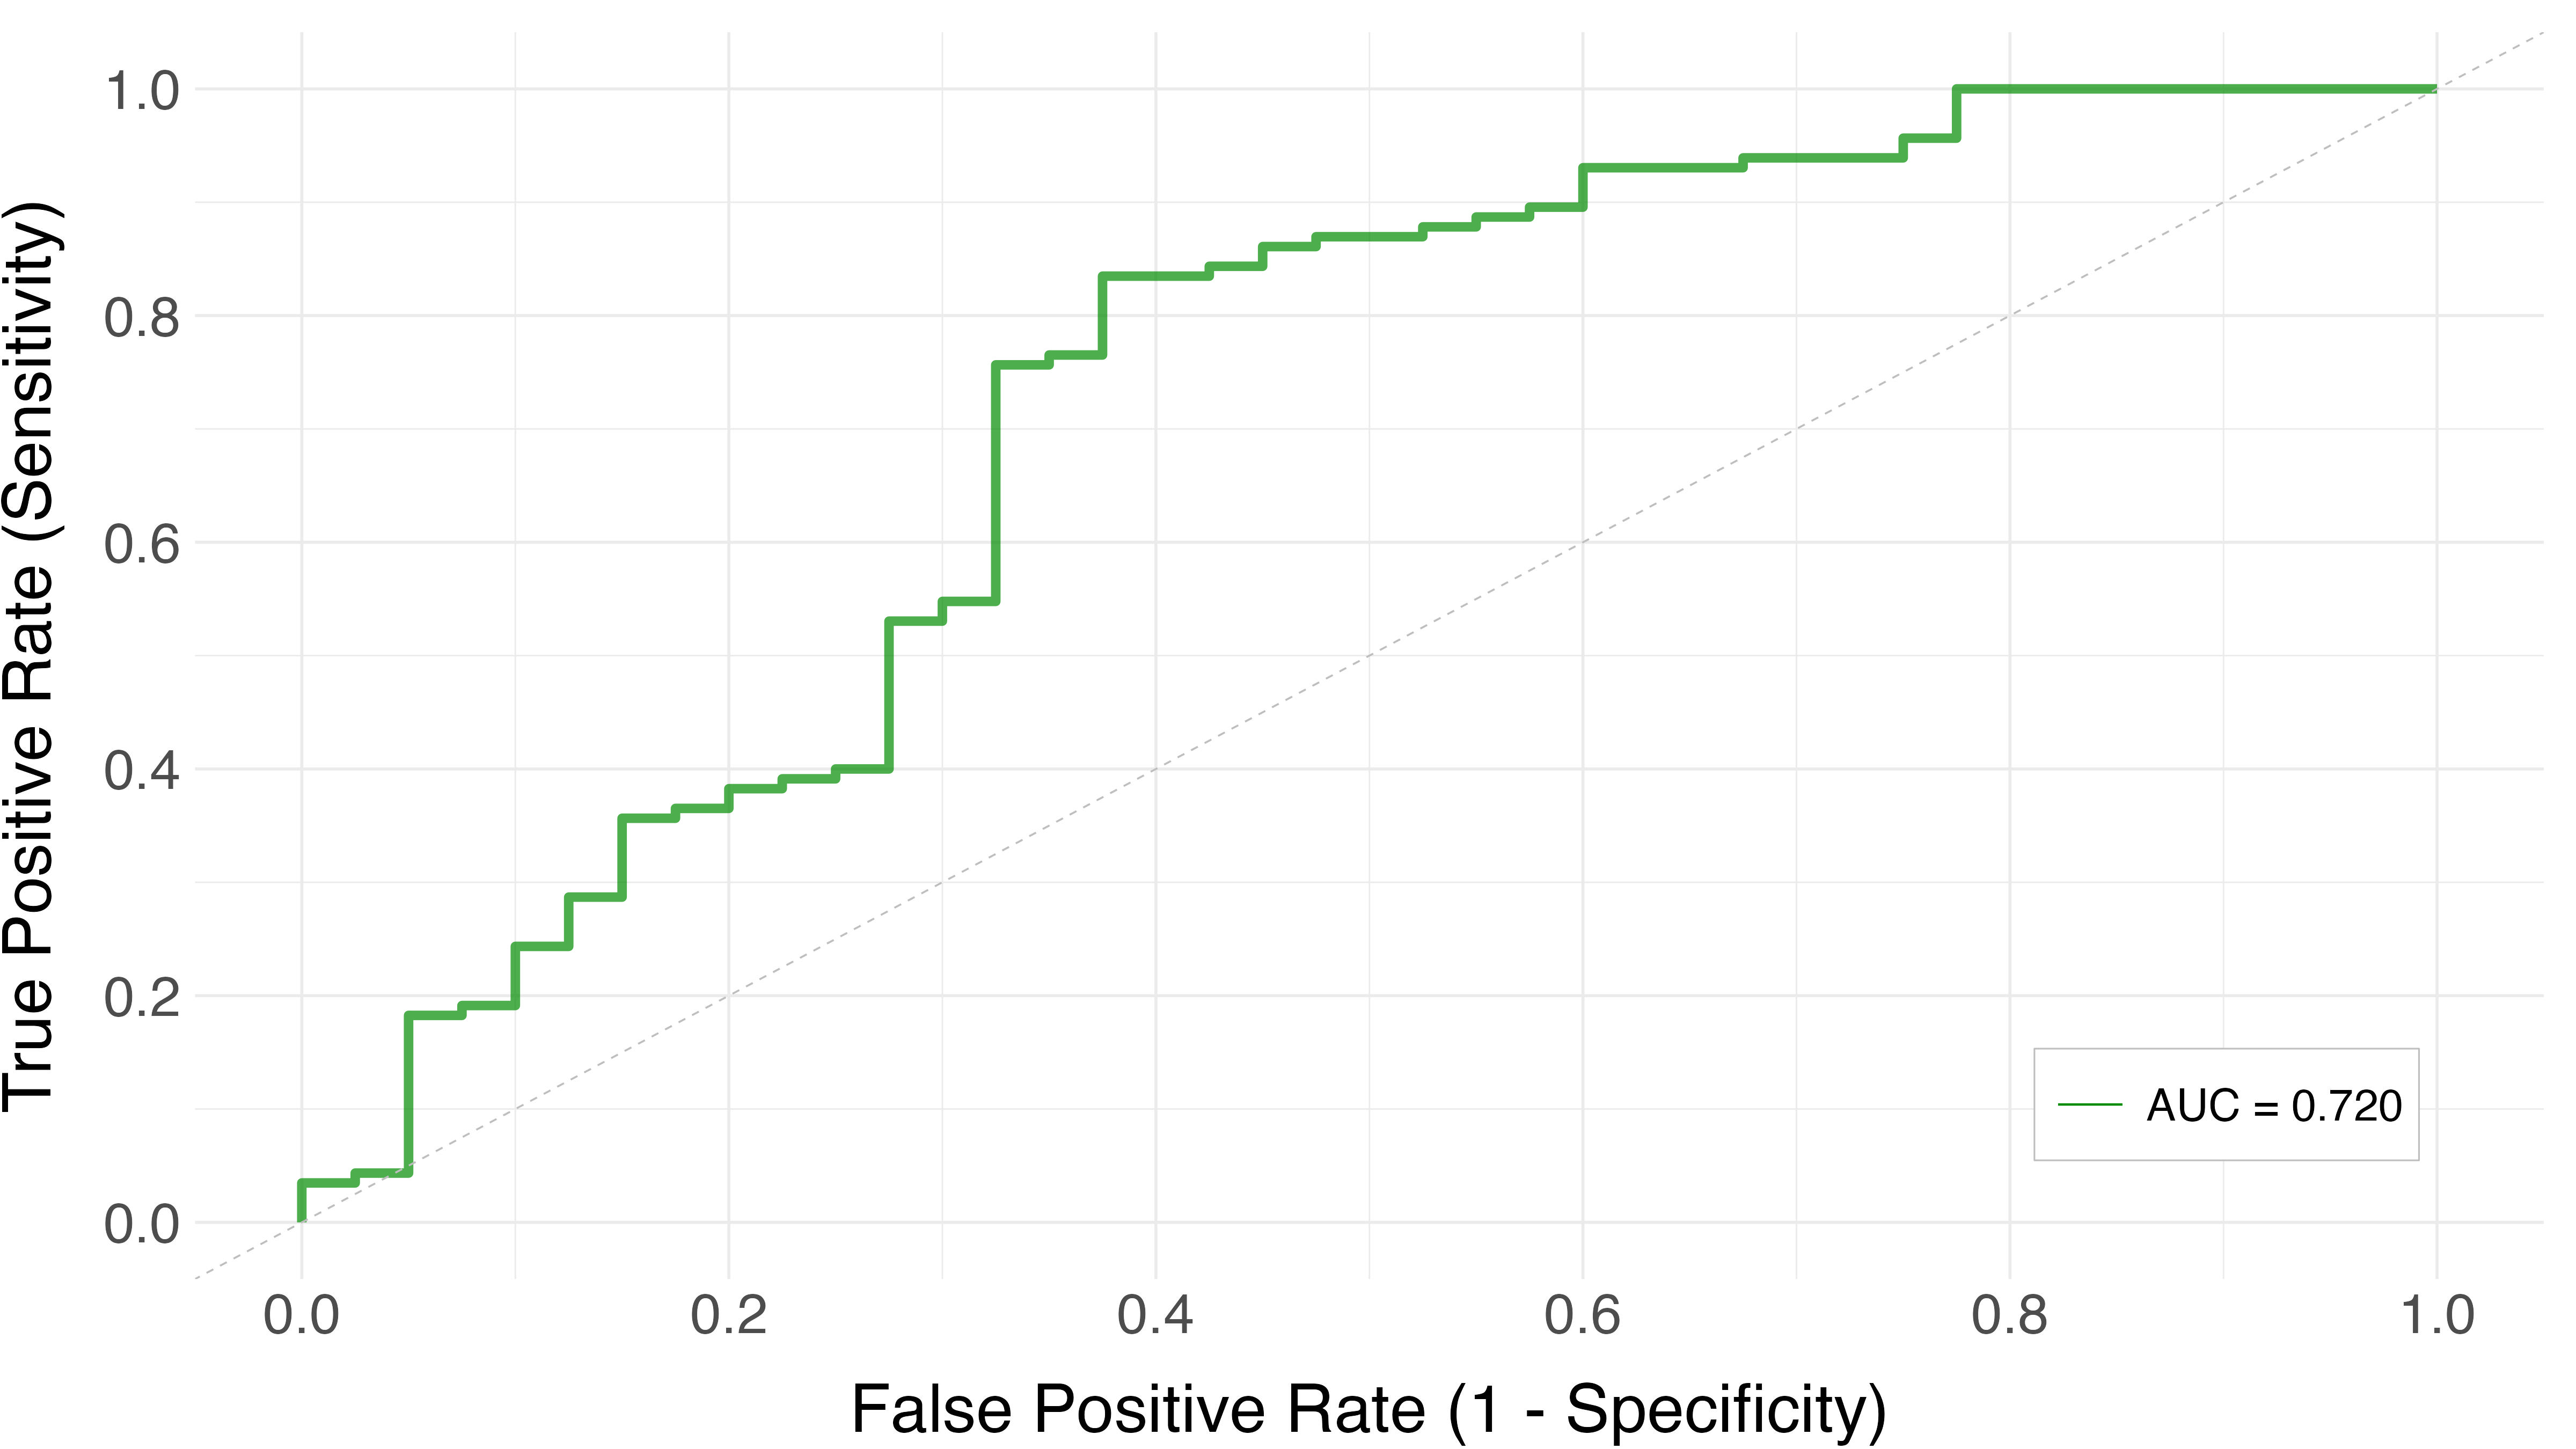 True Positive Rate (Sensitivity)
1.0
0.8
0.6
0.4
0.2
0.0
AUC = 0.720
0.0 0.2 0.4 0.6 0.8 1.0
False Positive Rate (1 - Specificity)